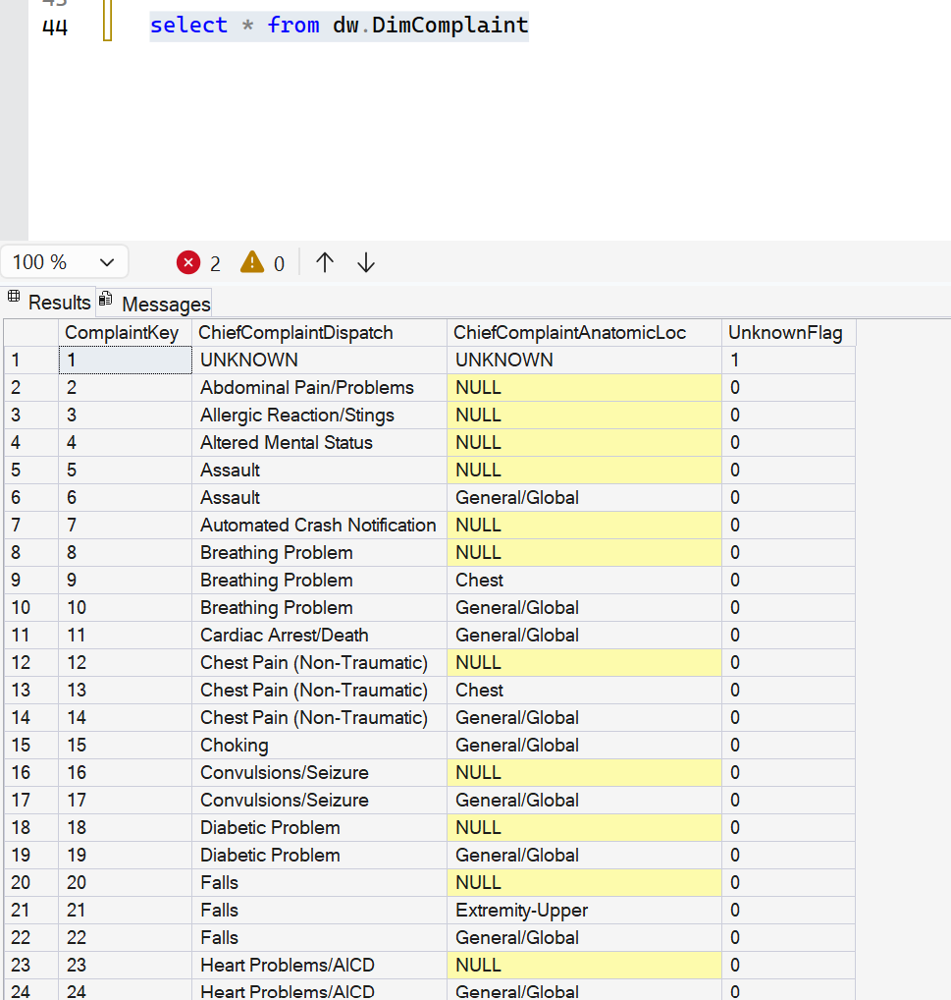 44 select * from dw.DimComplaint
100 % 2 0
Results Messages
ComplaintKey ChiefComplaintDispatch ChiefComplaintAnatomicLoc UnknownFlag
1 1 UNKNOWN UNKNOWN 1
2 2 Abdominal Pain/Problems NULL 0
3 3 Allergic Reaction/Stings NULL 0
4 4 Altered Mental Status NULL 0
5 5 Assault NULL 0
6 6 Assault General/Global 0
7 7 Automated Crash Notification NULL 0
8 8 Breathing Problem NULL 0
9 9 Breathing Problem Chest 0
10 10 Breathing Problem General/Global 0
11 11 Cardiac Arrest/Death General/Global 0
12 12 Chest Pain (Non-Traumatic) NULL 0
13 13 Chest Pain (Non-Traumatic) Chest 0
14 14 Chest Pain (Non-Traumatic) General/Global 0
15 15 Choking General/Global 0
16 16 Convulsions/Seizure NULL 0
17 17 Convulsions/Seizure General/Global 0
18 18 Diabetic Problem NULL 0
19 19 Diabetic Problem General/Global 0
20 20 Falls NULL 0
21 21 Falls Extremity-Upper 0
22 22 Falls General/Global 0
23 23 Heart Problems/AICD NULL 0
24 24 Heart Problems/AICD General/Global 0